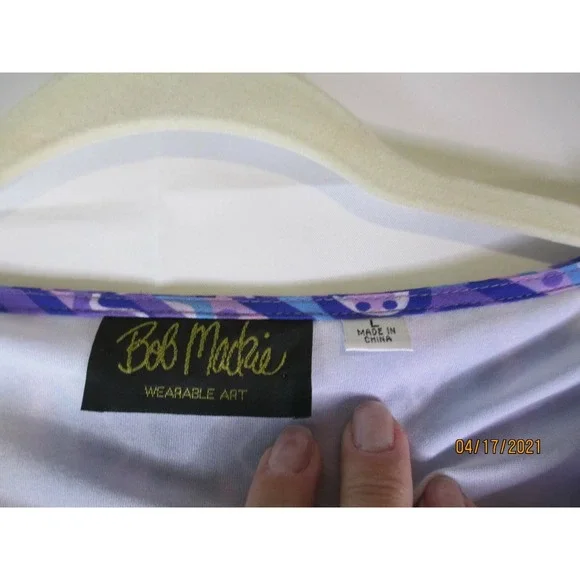 Bob Mackie
WEARABLE ART
L
MADE IN
CHINA
04/17/2021